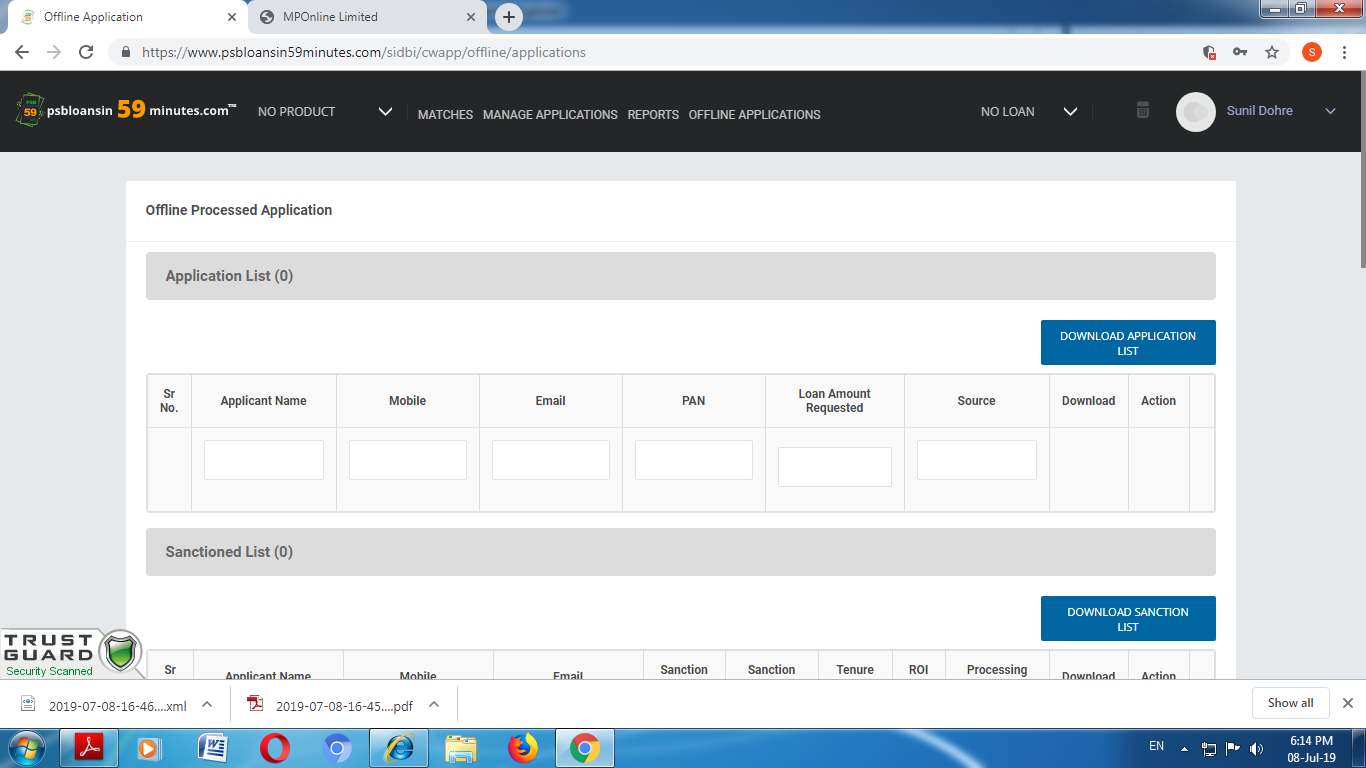 Offline Application
MPOnline Limited
https://www.psbloansin59minutes.com/sidbi/cwapp/offline/applications
S
PSB
59
psbloansin 59 minutes.com™
NO PRODUCT
MATCHES
MANAGE APPLICATIONS
REPORTS
OFFLINE APPLICATIONS
NO LOAN
Sunil Dohre
Offline Processed Application
Application List (0)
DOWNLOAD APPLICATION
LIST
Sr
No.
Applicant Name
Mobile
Email
PAN
Loan Amount
Requested
Source
Download
Action
Sanctioned List (0)
DOWNLOAD SANCTION
LIST
Sr
Applicant Name
Mobile
Email
Sanction
Sanction
Tenure
ROI
Processing
Download
Action
TRUST
GUARD
Security Scanned
2019-07-08-16-46....xml
2019-07-08-16-45....pdf
Show all
EN
6:14 PM
08-Jul-19